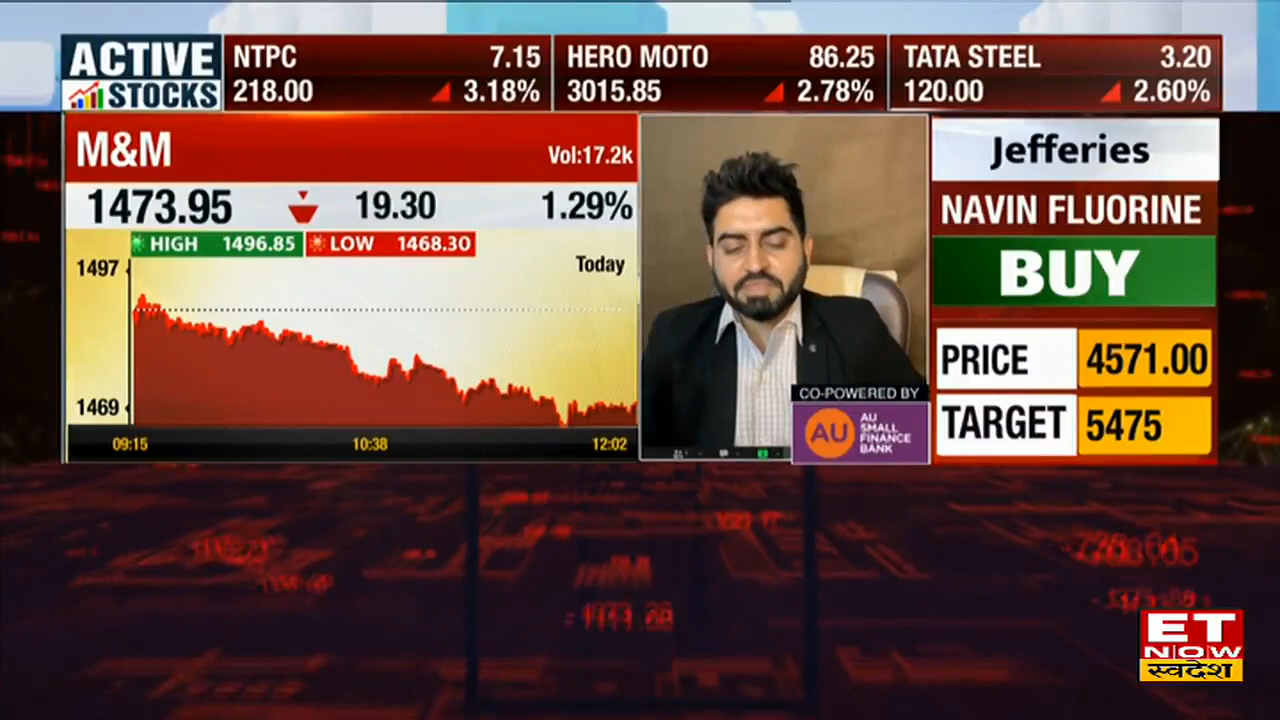 ACTIVE STOCKS
NTPC 7.15
218.00 3.18%
HERO MOTO 86.25
3015.85 2.78%
TATA STEEL 3.20
120.00 2.60%
M&M Vol:17.2k
1473.95 19.30 1.29%
HIGH 1496.85 LOW 1468.30
Today
1497
1469
09:15 10:38 12:02
CO-POWERED BY
AU
AU
SMALL
FINANCE
BANK
Jefferies
NAVIN FLUORINE
BUY
PRICE 4571.00
TARGET 5475
ET
NOW
स्वदेश